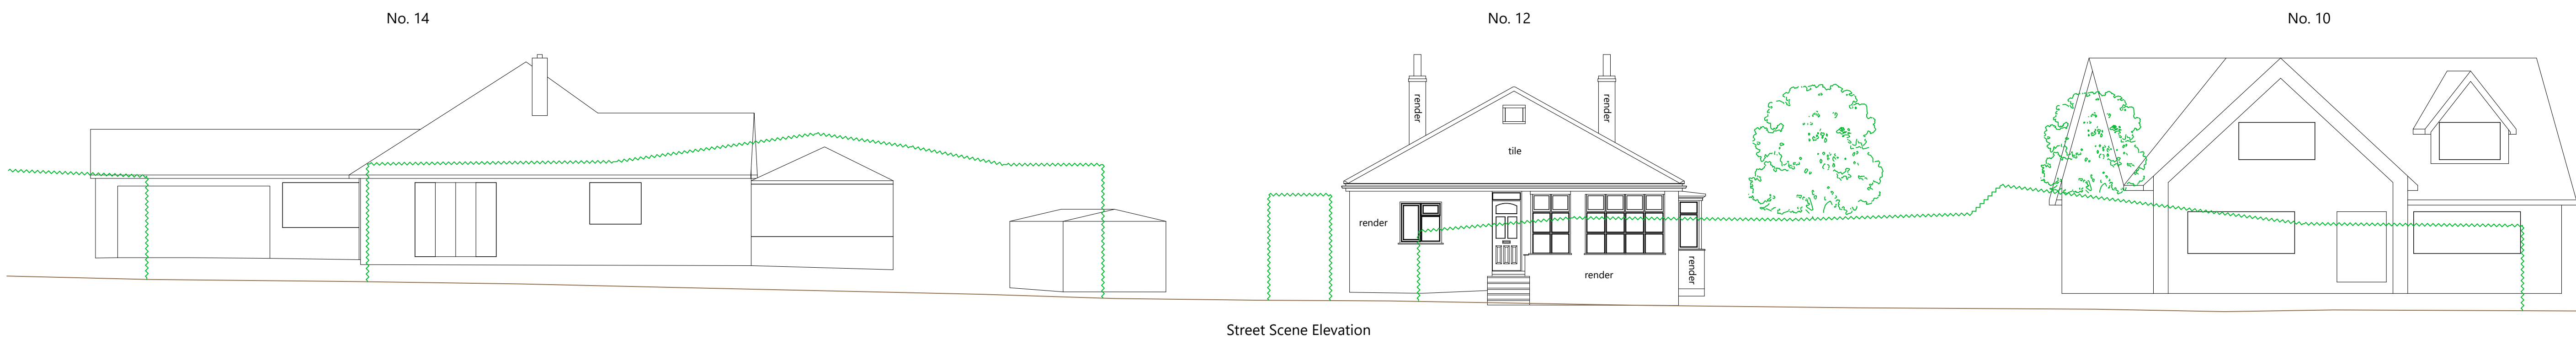 No. 14
No. 12
No. 10
render
render
tile
render
render
render
Street Scene Elevation